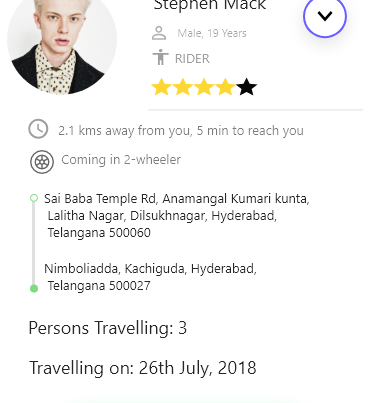 Stephen Mack
Male, 19 Years
RIDER
2.1 kms away from you, 5 min to reach you
Coming in 2-wheeler
Sai Baba Temple Rd, Anamangal Kumari kunta,
Lalitha Nagar, Dilsukhnagar, Hyderabad,
Telangana 500060
Nimboliadda, Kachiguda, Hyderabad,
Telangana 500027
Persons Travelling: 3
Travelling on: 26th July, 2018